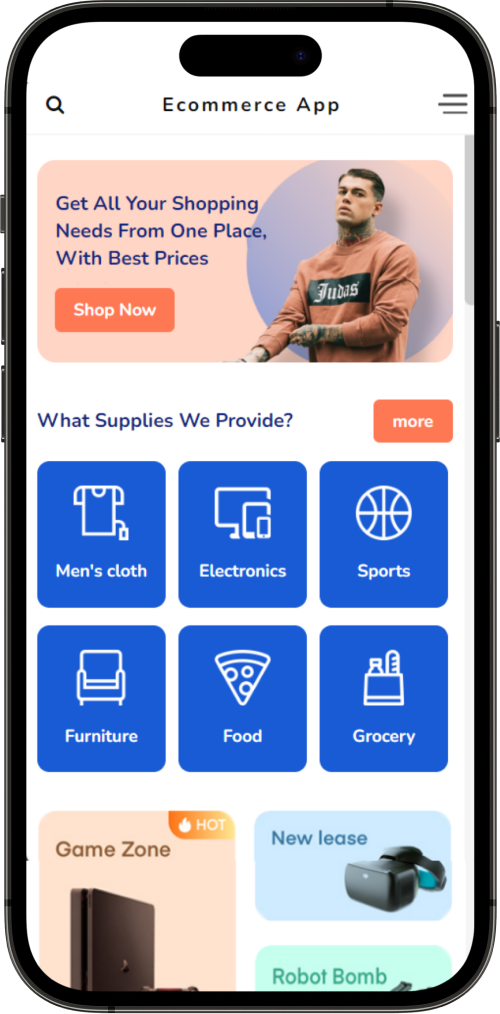 Ecommerce App
Get All Your Shopping
Needs From One Place,
With Best Prices
Judas
Shop Now
What Supplies We Provide?
more
Men's cloth
Electronics
Sports
Furniture
Food
Grocery
HOT
Game Zone
New lease
Robot Bomb